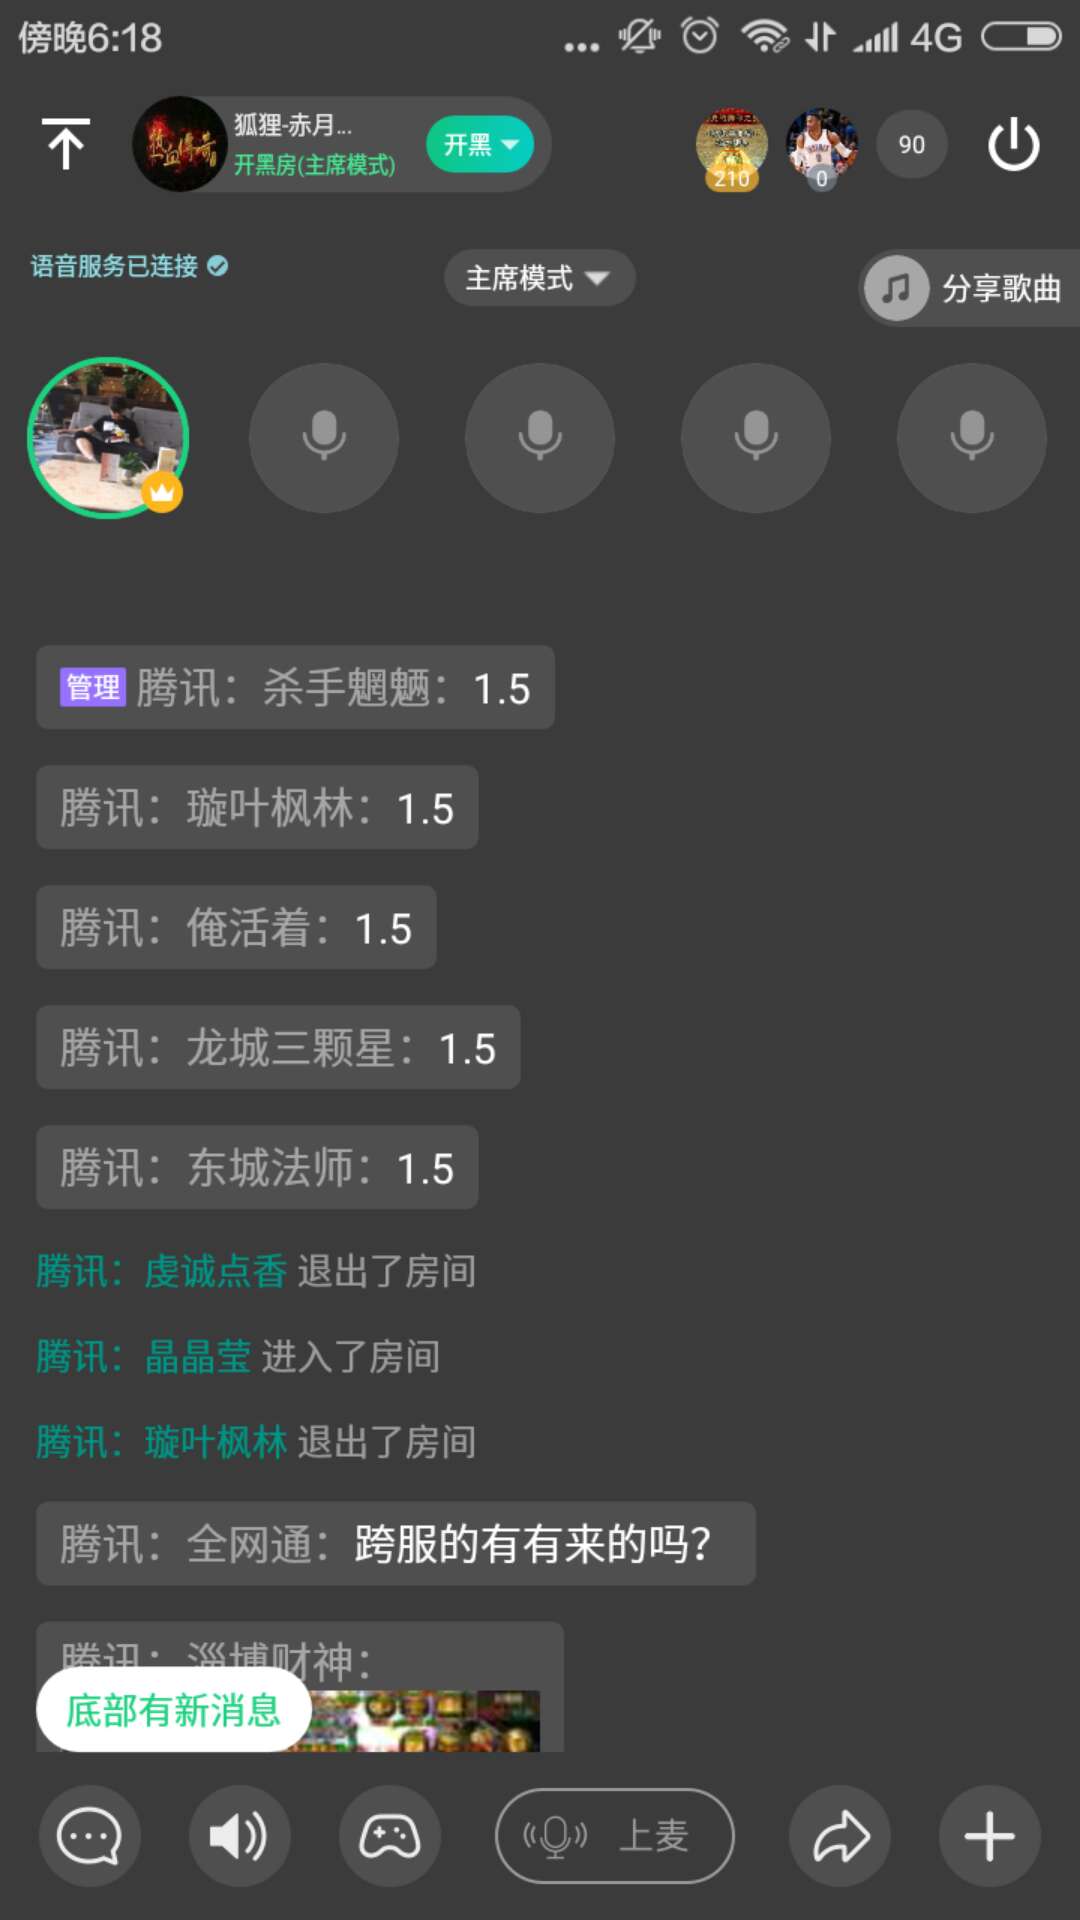 傍晚6:18
4G
热血传奇
狐狸-赤月...
开黑房(主席模式)
开黑
210
0
90
语音服务已连接
主席模式
分享歌曲
管理 腾讯：杀手魍魉：1.5
腾讯：璇叶枫林：1.5
腾讯：俺活着：1.5
腾讯：龙城三颗星：1.5
腾讯：东城法师：1.5
腾讯：虔诚点香 退出了房间
腾讯：晶晶莹 进入了房间
腾讯：璇叶枫林 退出了房间
腾讯：全网通：跨服的有有来的吗？
腾讯：淄博财神：
底部有新消息
上麦